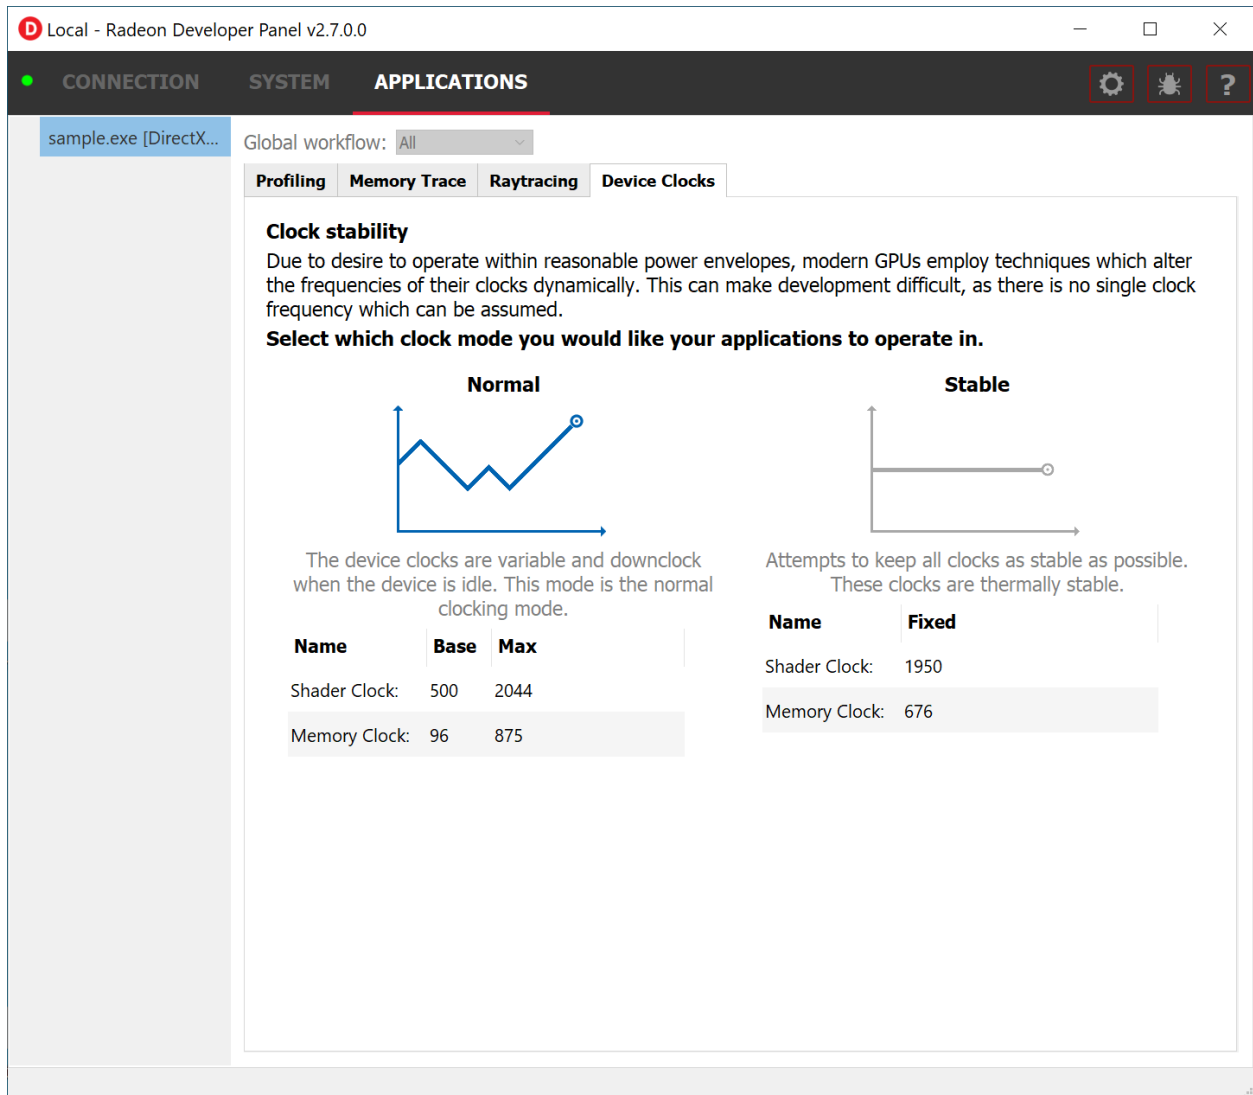 D Local - Radeon Developer Panel v2.7.0.0
CONNECTION SYSTEM APPLICATIONS ?
sample.exe [DirectX... Global workflow: All
Profiling Memory Trace Raytracing Device Clocks
Clock stability
Due to desire to operate within reasonable power envelopes, modern GPUs employ techniques which alter
the frequencies of their clocks dynamically. This can make development difficult, as there is no single clock
frequency which can be assumed.
Select which clock mode you would like your applications to operate in.
Normal
The device clocks are variable and downclock
when the device is idle. This mode is the normal
clocking mode.
Name Base Max
Shader Clock: 500 2044
Memory Clock: 96 875
Stable
Attempts to keep all clocks as stable as possible.
These clocks are thermally stable.
Name Fixed
Shader Clock: 1950
Memory Clock: 676